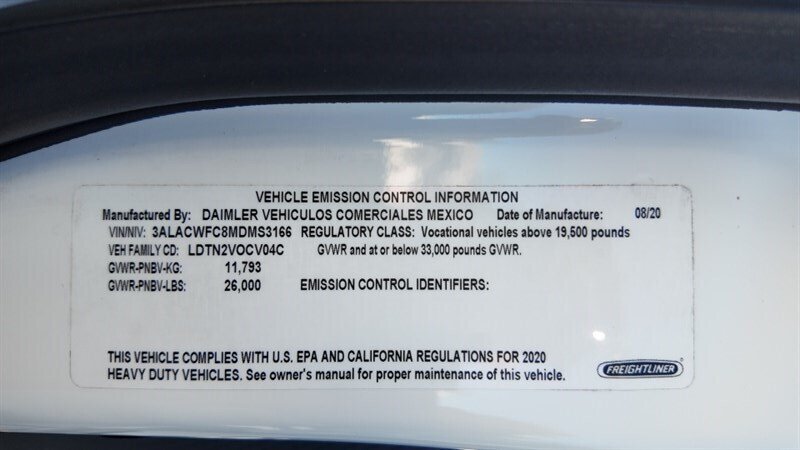 VEHICLE EMISSION CONTROL INFORMATION
Manufactured By: DAIMLER VEHICULOS COMERCIALES MEXICO Date of Manufacture: 08/20
VIN/NIV: 3ALACWFC8MDMS3166 REGULATORY CLASS: Vocational vehicles above 19,500 pounds
VEH FAMILY CD: LDTN2VOCV04C GVWR and at or below 33,000 pounds GVWR.
GVWR-PNBV-KG: 11,793
GVWR-PNBV-LBS: 26,000 EMISSION CONTROL IDENTIFIERS:
THIS VEHICLE COMPLIES WITH U.S. EPA AND CALIFORNIA REGULATIONS FOR 2020
HEAVY DUTY VEHICLES. See owner's manual for proper maintenance of this vehicle.
FREIGHTLINER